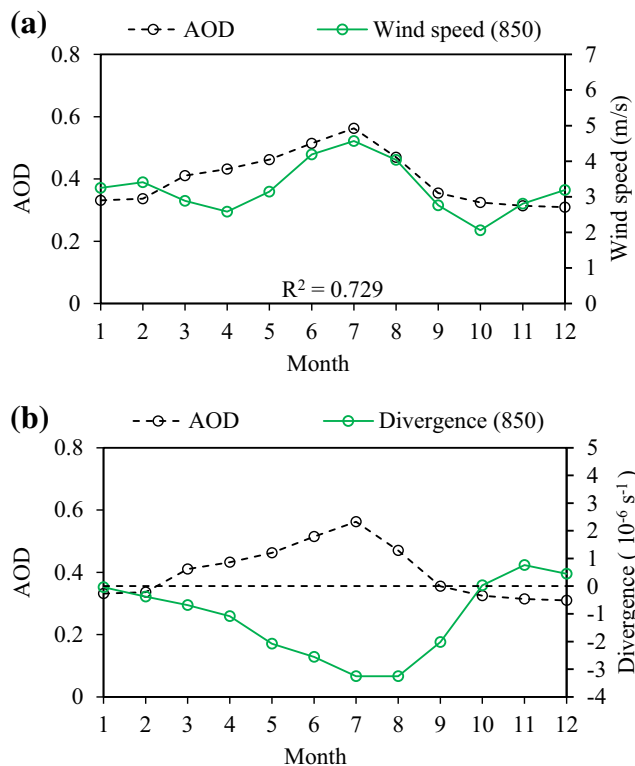 (a)
AOD Wind speed (850)
0.8 7
6
0.6 5
4
0.4 3
0.2 2
1
0 0
AOD
Wind speed (m/s)
R² = 0.729
1 2 3 4 5 6 7 8 9 10 11 12
Month
(b)
AOD Divergence (850)
0.8 5
4
0.6 3
2
1
0.4 0
-1
0.2 -2
-3
0 -4
AOD
Divergence ( 10⁻⁶ s⁻¹)
1 2 3 4 5 6 7 8 9 10 11 12
Month